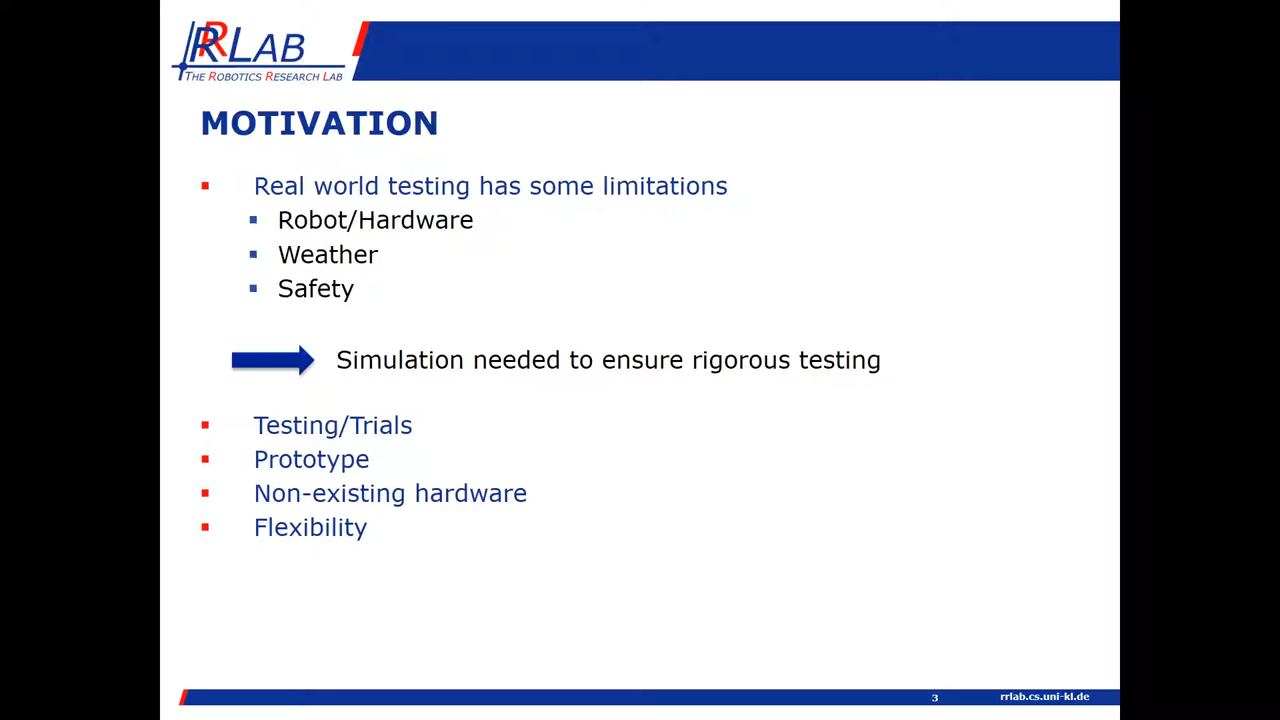 RRLAB
THE ROBOTICS RESEARCH LAB
MOTIVATION
Real world testing has some limitations
Robot/Hardware
Weather
Safety
Simulation needed to ensure rigorous testing
Testing/Trials
Prototype
Non-existing hardware
Flexibility
3 rrlab.cs.uni-kl.de